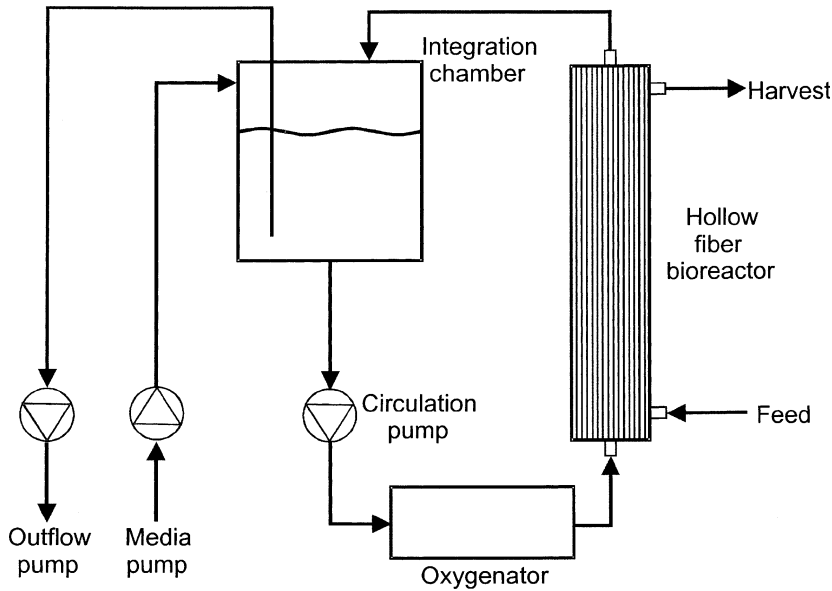 Integration
chamber
Harvest
Hollow
fiber
bioreactor
Circulation
pump
Feed
Outflow
pump
Media
pump
Oxygenator